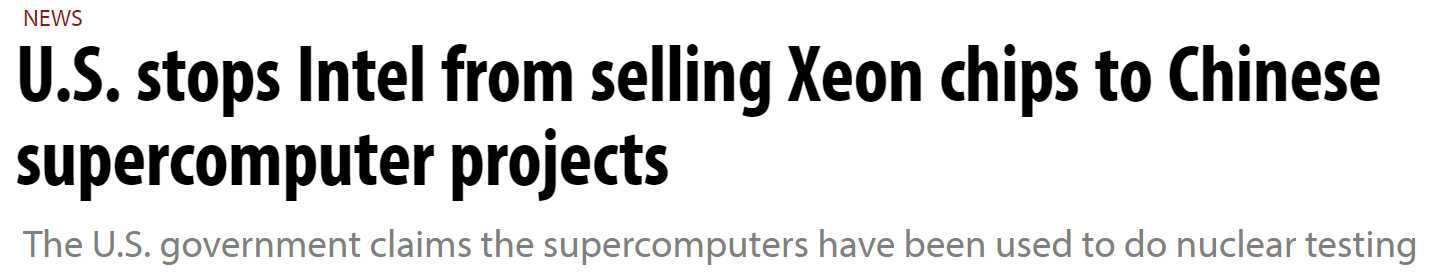 NEWS
U.S. stops Intel from selling Xeon chips to Chinese
supercomputer projects
The U.S. government claims the supercomputers have been used to do nuclear testing